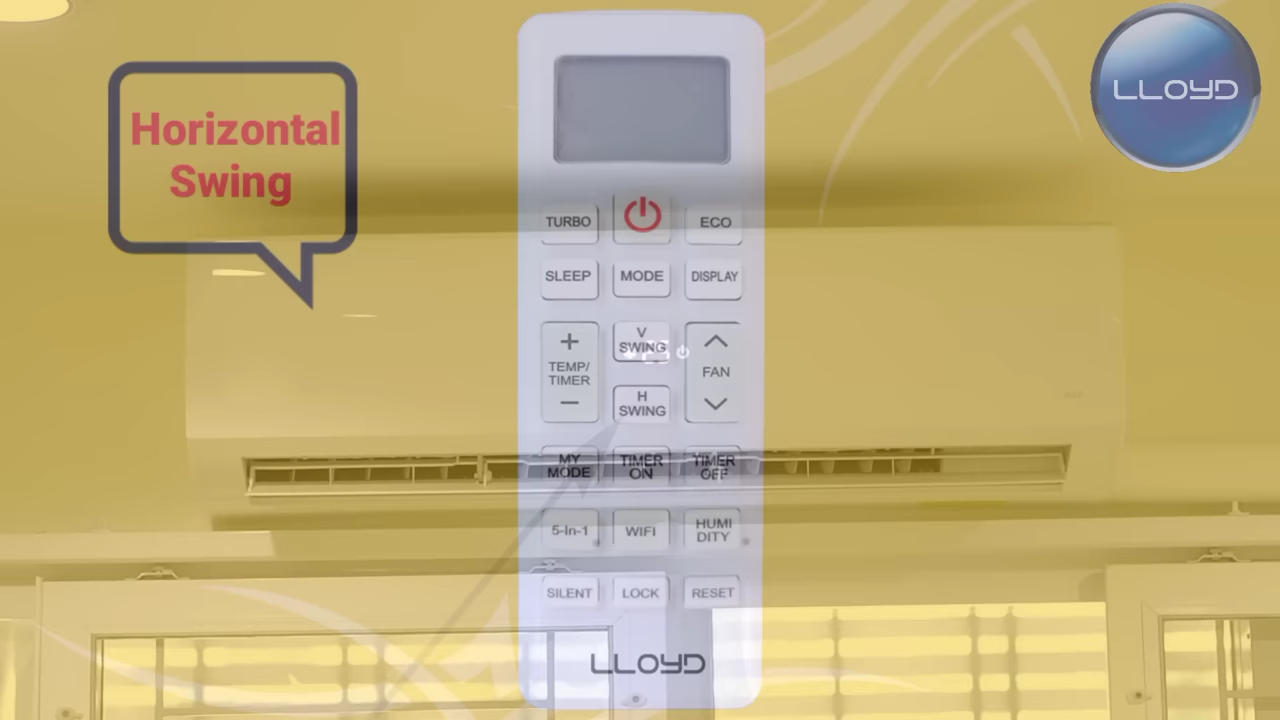 Horizontal
Swing
LLOYD
TURBO
ECO
SLEEP
MODE
DISPLAY
V
SWING
+
TEMP/
TIMER
−
FAN
H
SWING
MY
MODE
TIMER
ON
TIMER
OFF
5-In-1
WIFI
HUMI
DITY
SILENT
LOCK
RESET
LLOYD